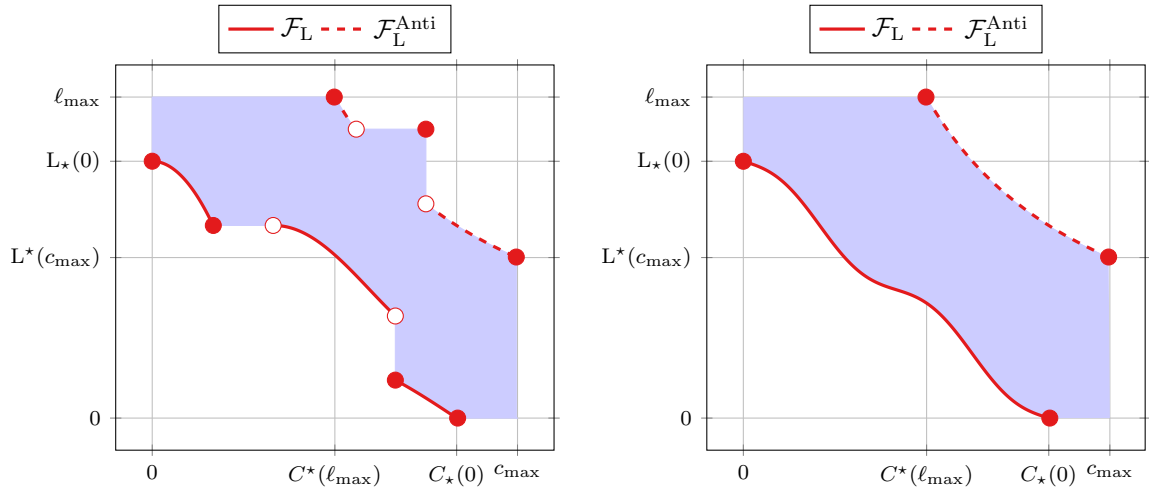 𝓕_L 𝓕_L^Anti
ℓ_max
L_⋆(0)
L^⋆(c_max)
0
0 C^⋆(ℓ_max) C_⋆(0) c_max
𝓕_L 𝓕_L^Anti
ℓ_max
L_⋆(0)
L^⋆(c_max)
0
0 C^⋆(ℓ_max) C_⋆(0) c_max